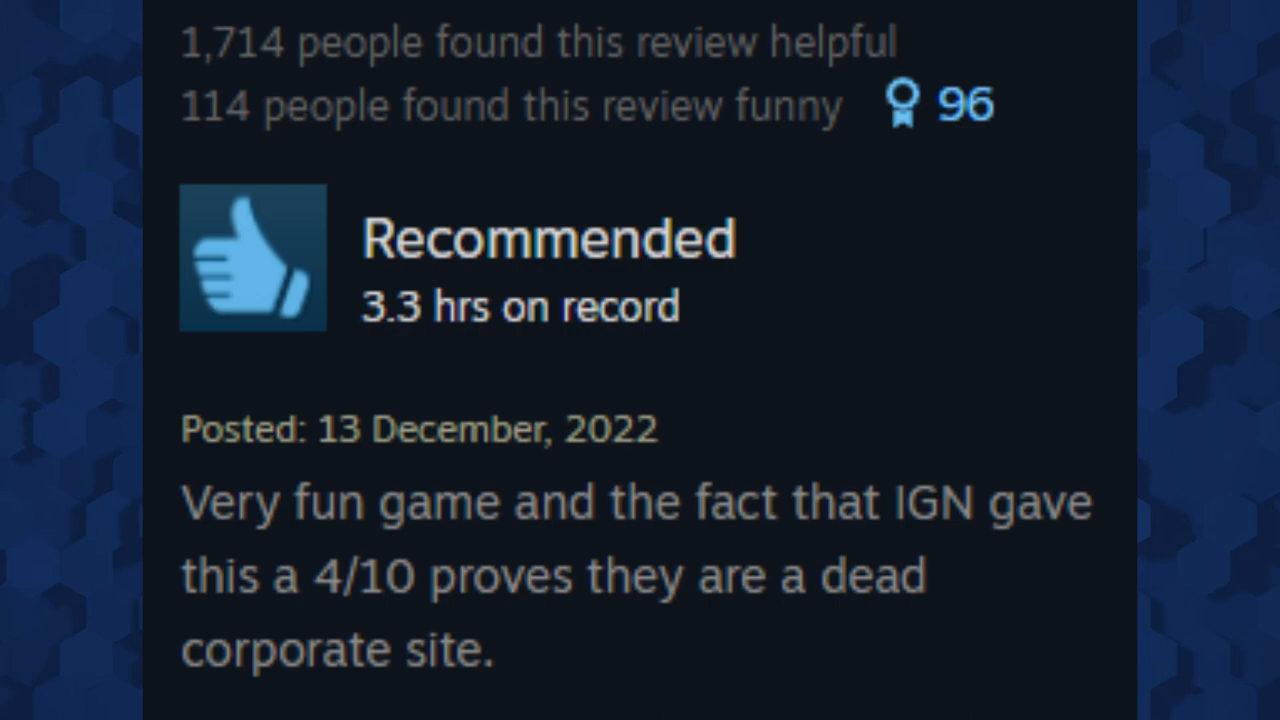 1,714 people found this review helpful
114 people found this review funny 96
Recommended
3.3 hrs on record
Posted: 13 December, 2022
Very fun game and the fact that IGN gave
this a 4/10 proves they are a dead
corporate site.